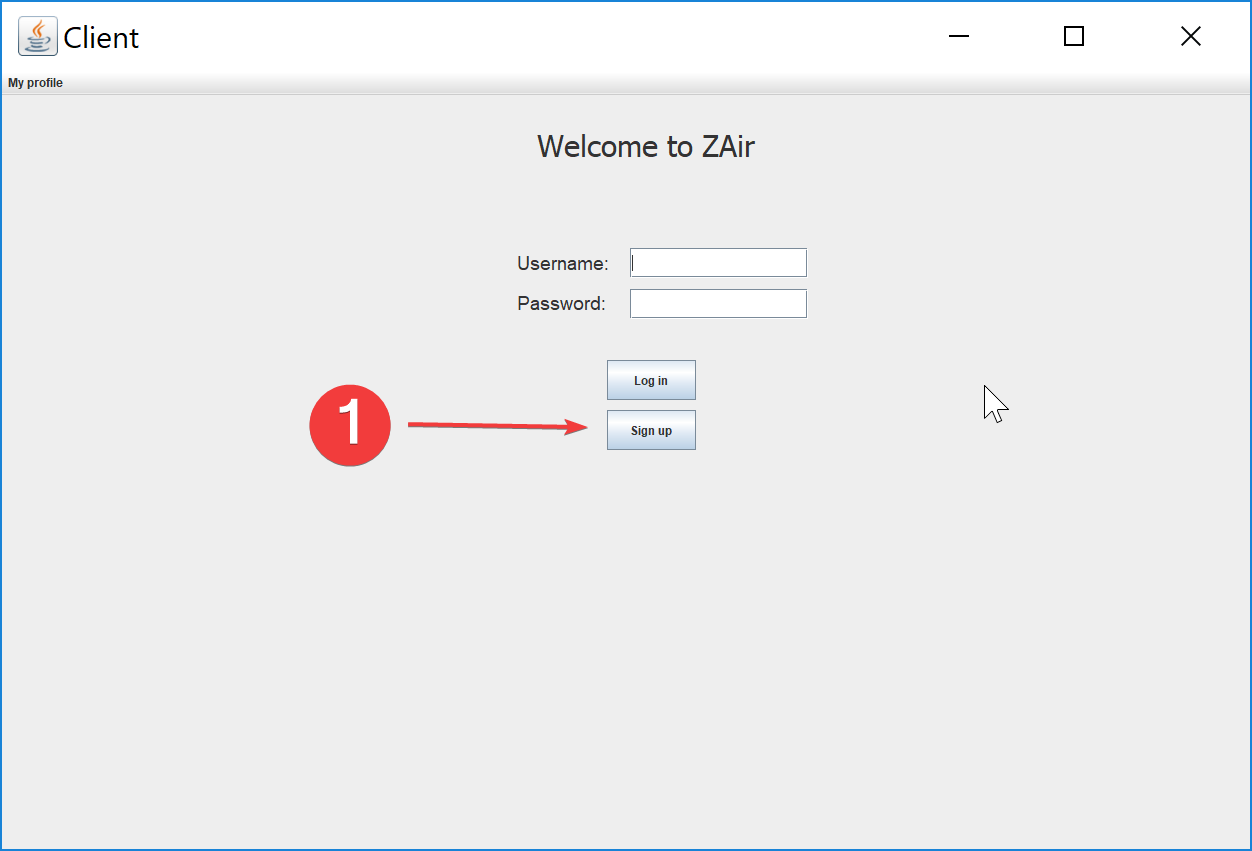 Client
My profile
Welcome to ZAir
Username:
Password:
Log in
1
Sign up